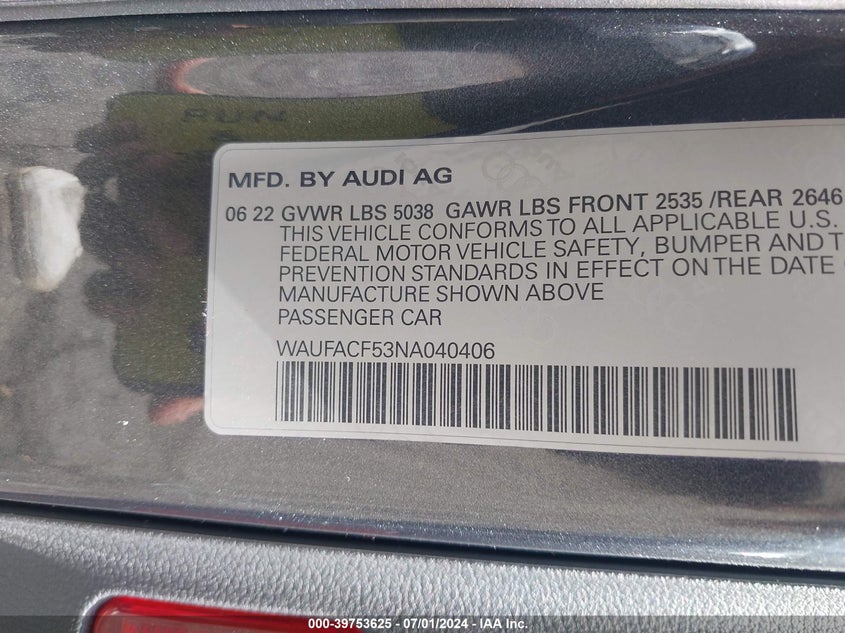 RUN
MFD. BY AUDI AG
06 22 GVWR LBS 5038 GAWR LBS FRONT 2535 /REAR 2646
THIS VEHICLE CONFORMS TO ALL APPLICABLE U.S.
FEDERAL MOTOR VEHICLE SAFETY, BUMPER AND T
PREVENTION STANDARDS IN EFFECT ON THE DATE
MANUFACTURE SHOWN ABOVE
PASSENGER CAR
WAUFACF53NA040406
000-39753625 - 07/01/2024 - IAA Inc.